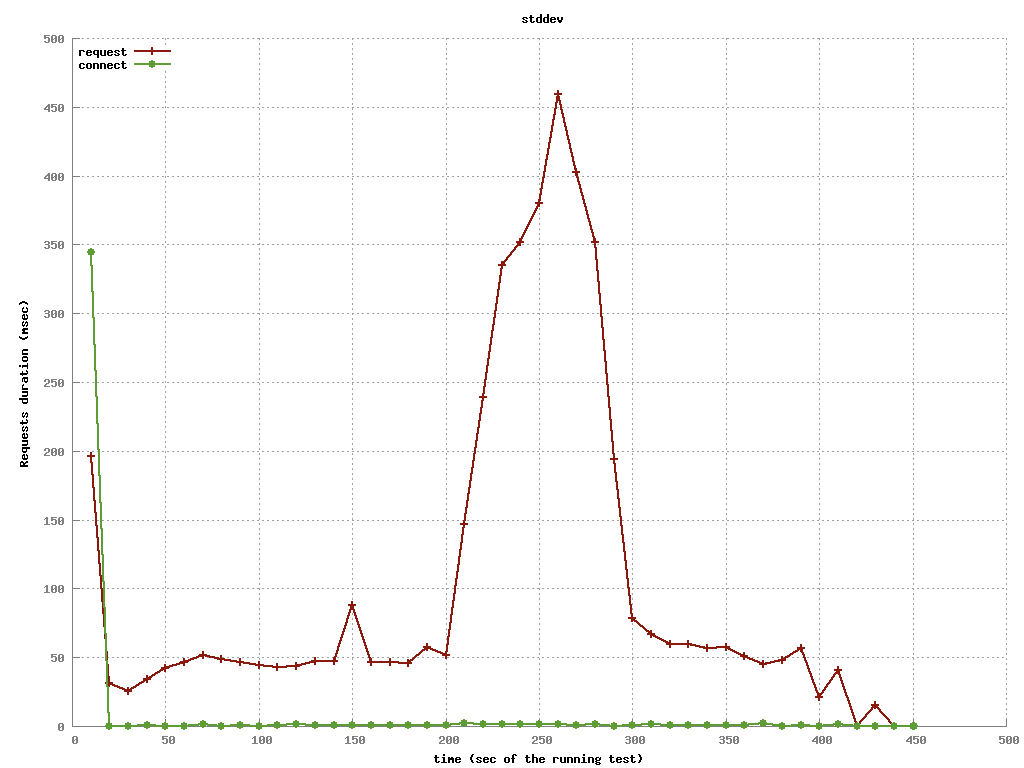 stddev
500
request
connect
450
400
350
300
250
200
150
100
50
0
Requests duration (msec)
0 50 100 150 200 250 300 350 400 450 500
time (sec of the running test)